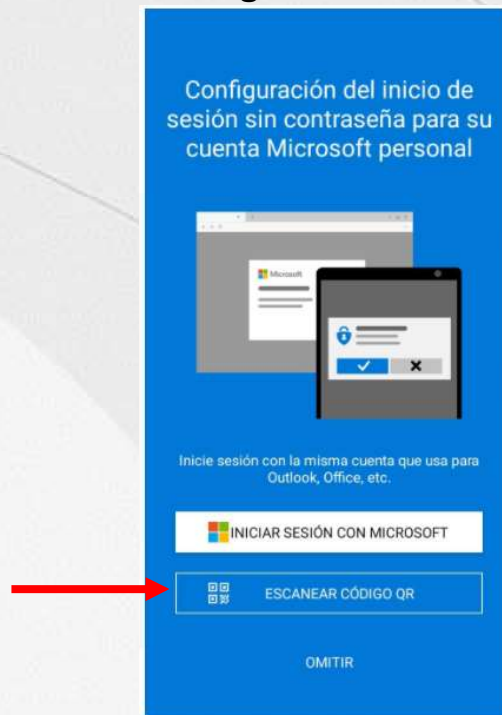 Configuración del inicio de
sesión sin contraseña para su
cuenta Microsoft personal
Microsoft
Inicie sesión con la misma cuenta que usa para
Outlook, Office, etc.
INICIAR SESIÓN CON MICROSOFT
ESCANEAR CÓDIGO QR
OMITIR